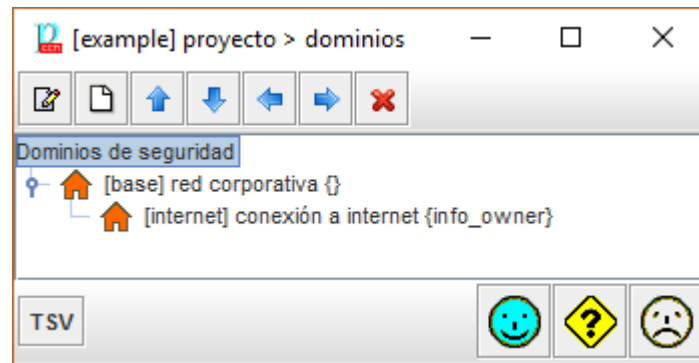 [example] proyecto > dominios
Dominios de seguridad
[base] red corporativa {}
[internet] conexión a internet {info_owner}
TSV
?